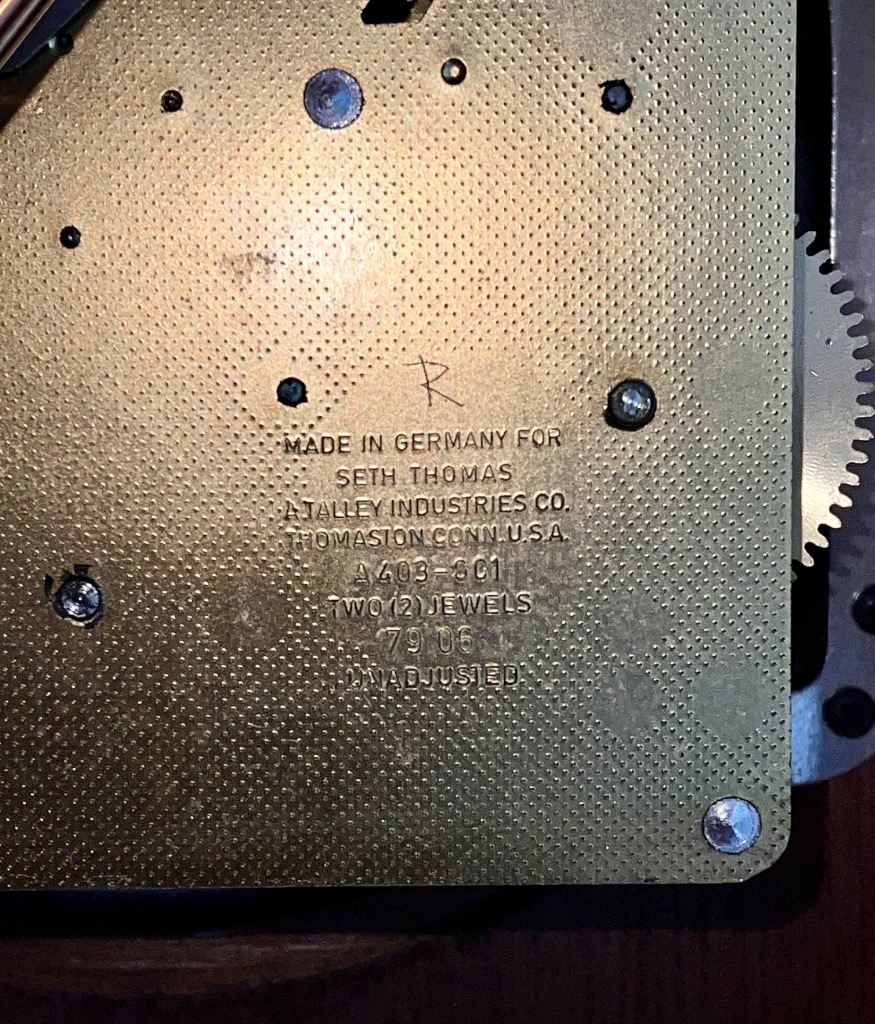 R
MADE IN GERMANY FOR
SETH THOMAS
A TALLEY INDUSTRIES CO.
THOMASTON.CONN.U.S.A.
A403-001
TWO (2) JEWELS
79 06
UNADJUSTED